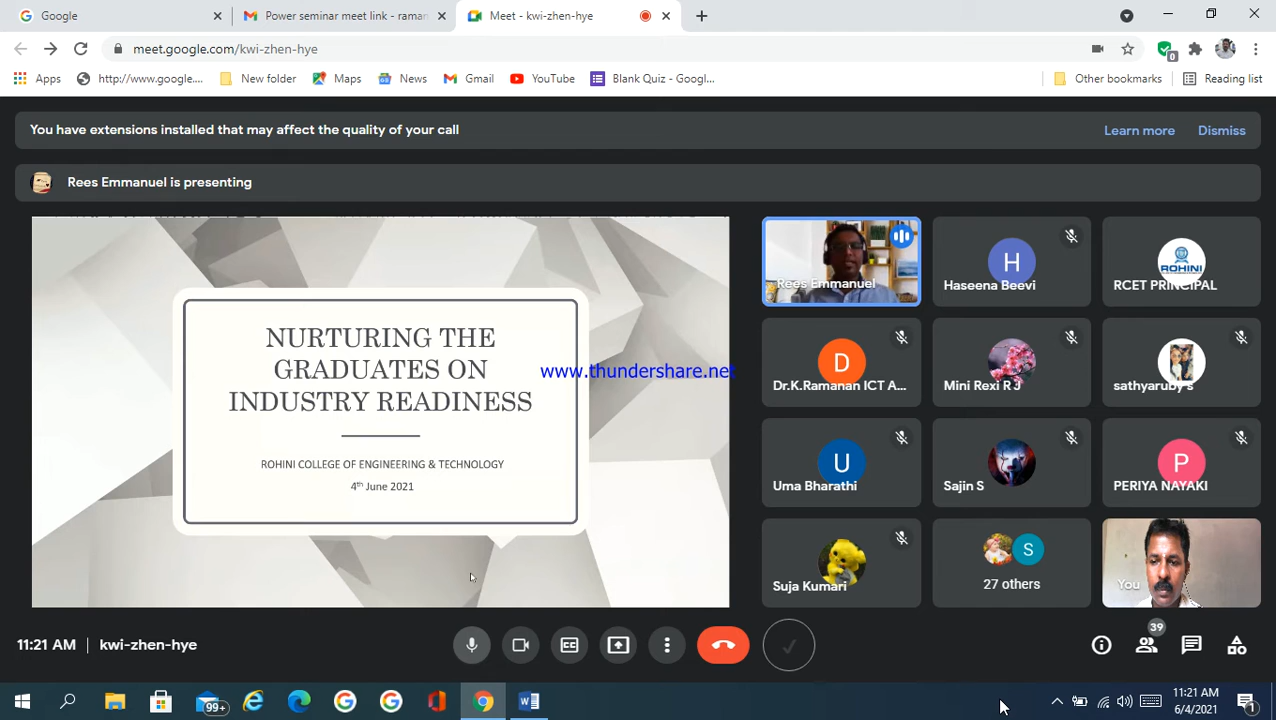 Google
Power seminar meet link - raman
Meet - kwi-zhen-hye
meet.google.com/kwi-zhen-hye
0
Apps
http://www.google....
New folder
Maps
News
Gmail
YouTube
Blank Quiz - Googl...
Other bookmarks
Reading list
You have extensions installed that may affect the quality of your call
Learn more
Dismiss
Rees Emmanuel is presenting
NURTURING THE
GRADUATES ON
INDUSTRY READINESS
ROHINI COLLEGE OF ENGINEERING & TECHNOLOGY
4th June 2021
www.thundershare.net
Rees Emmanuel
H
Haseena Beevi
ROHINI
RCET PRINCIPAL
D
Dr.K.Ramanan ICT A...
Mini Rexi R J
sathyaruby s
U
Uma Bharathi
Sajin S
P
PERIYA NAYAKI
Suja Kumari
S
27 others
You
11:21 AM | kwi-zhen-hye
39
99+
11:21 AM
6/4/2021
1